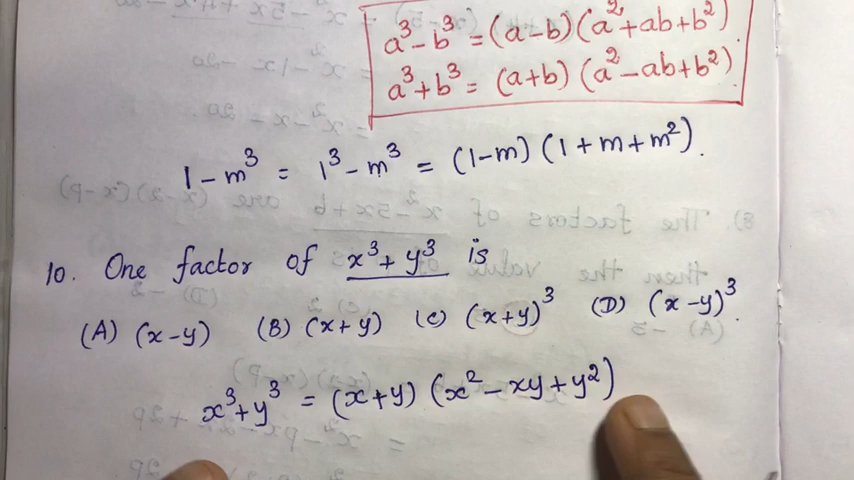 a³ - b³ = (a-b) (a² + ab + b²).
a³ + b³ = (a+b) (a² - ab + b²).
1 - m³ = 1³ - m³ = (1-m) (1 + m + m²).
10. One factor of x³ + y³ is
(A) (x-y) (B) (x+y) (C) (x+y)³ (D) (x-y)³.
x³ + y³ = (x+y) (x² - xy + y²)